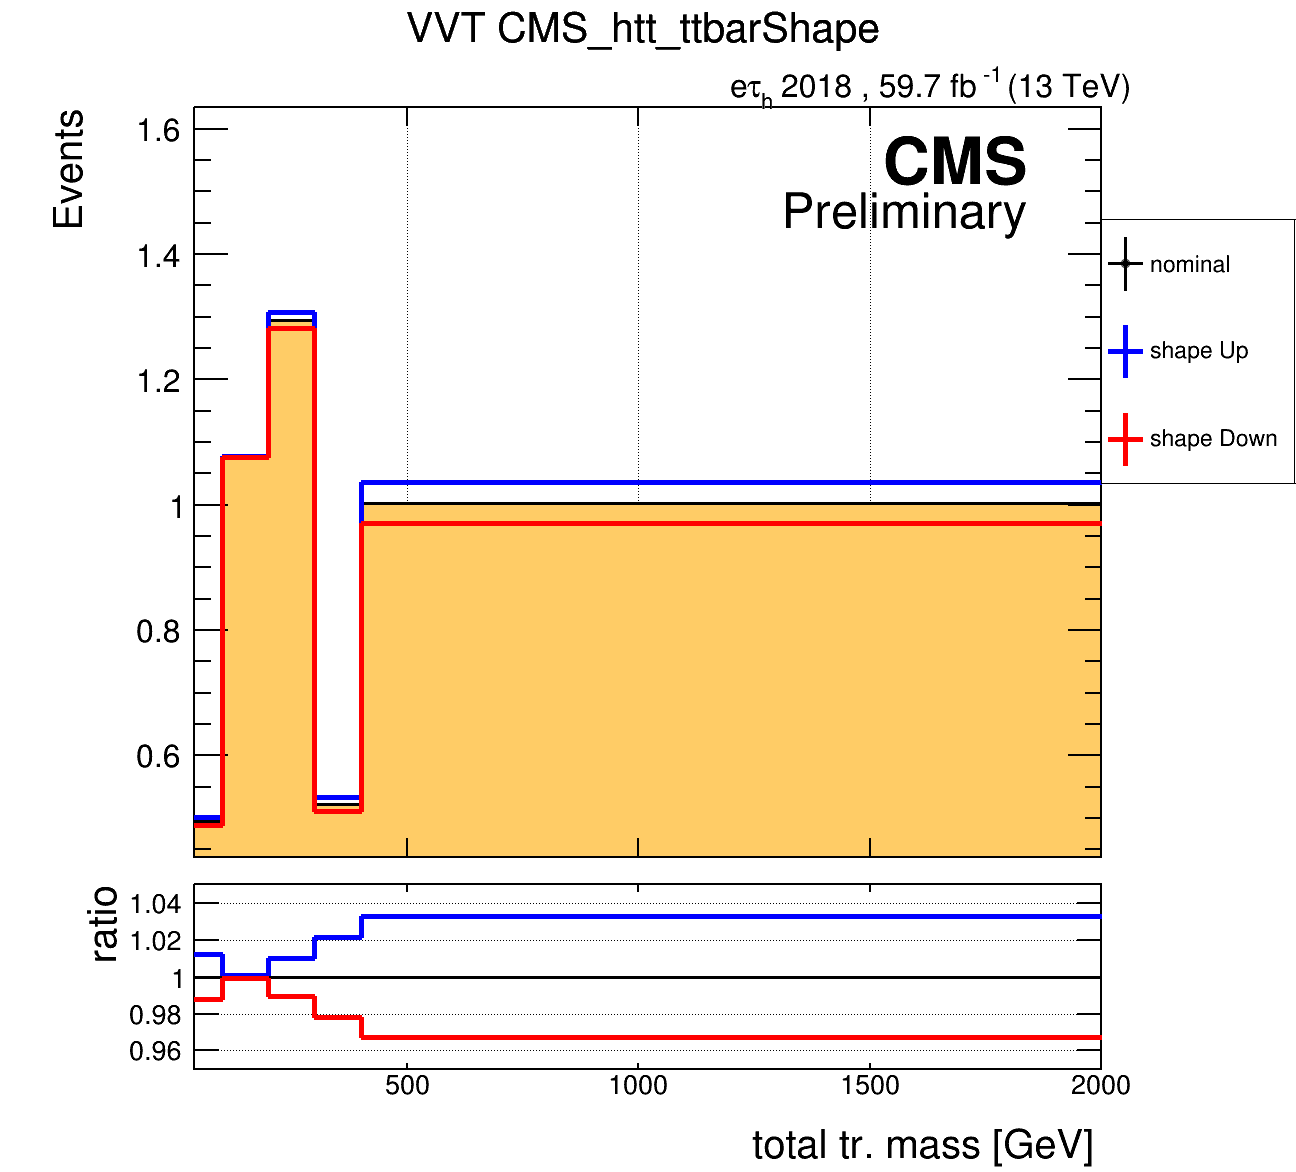 VVT CMS_htt_ttbarShape
eτh 2018 , 59.7 fb-1 (13 TeV)
Events
CMS
Preliminary
1.6
1.4
1.2
1
0.8
0.6
nominal
shape Up
shape Down
ratio
1.04
1.02
1
0.98
0.96
500
1000
1500
2000
total tr. mass [GeV]